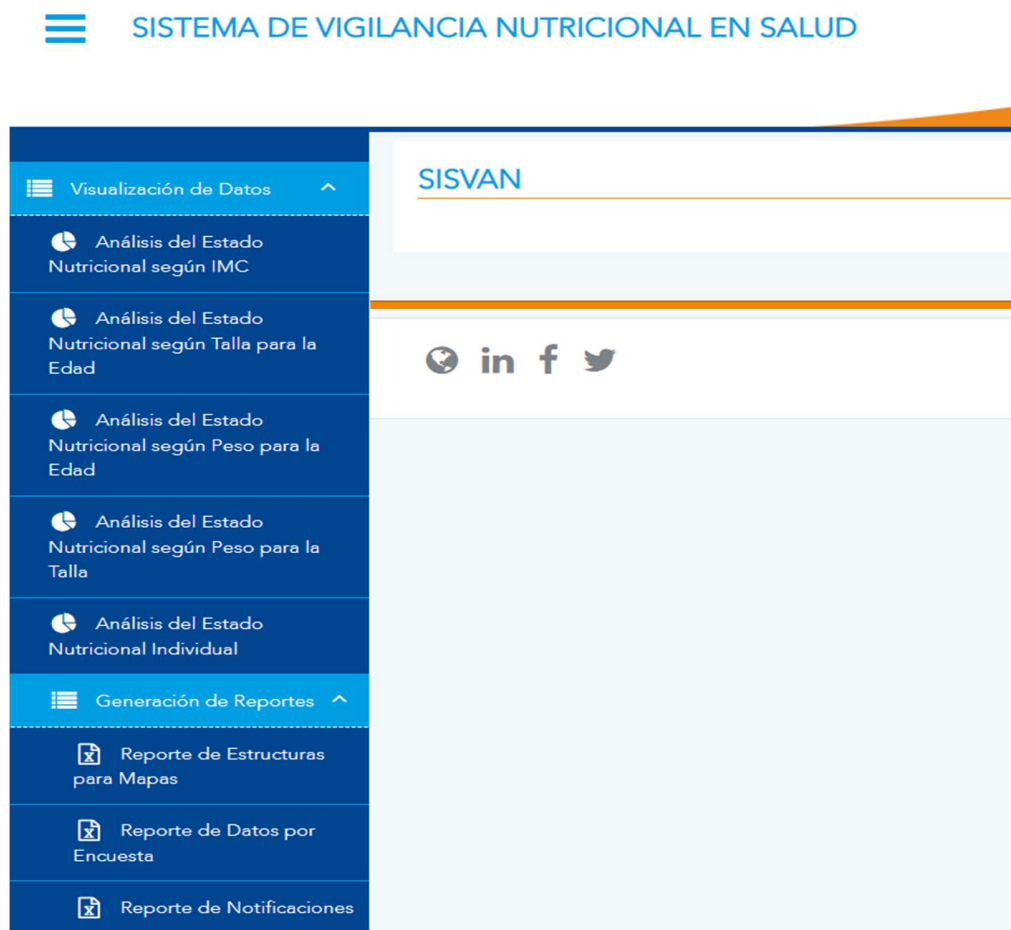 SISTEMA DE VIGILANCIA NUTRICIONAL EN SALUD
Visualización de Datos
Análisis del Estado
Nutricional según IMC
Análisis del Estado
Nutricional según Talla para la
Edad
Análisis del Estado
Nutricional según Peso para la
Edad
Análisis del Estado
Nutricional según Peso para la
Talla
Análisis del Estado
Nutricional Individual
Generación de Reportes
Reporte de Estructuras
para Mapas
Reporte de Datos por
Encuesta
Reporte de Notificaciones
SISVAN